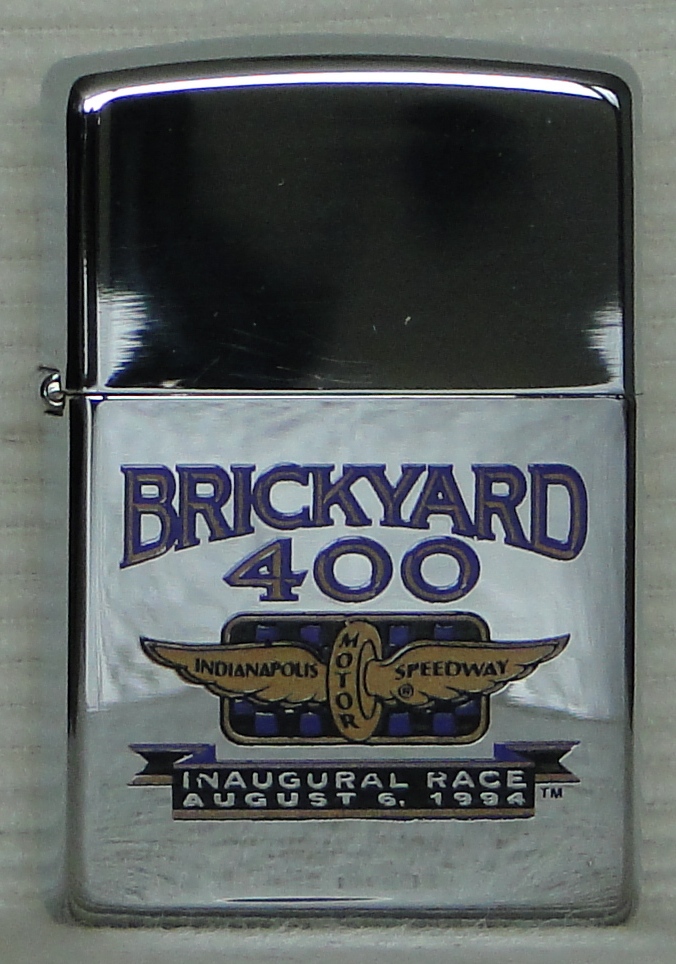 BRICKYARD
400
INDIANAPOLIS MOTOR SPEEDWAY ®
INAUGURAL RACE
AUGUST 6, 1994 ™